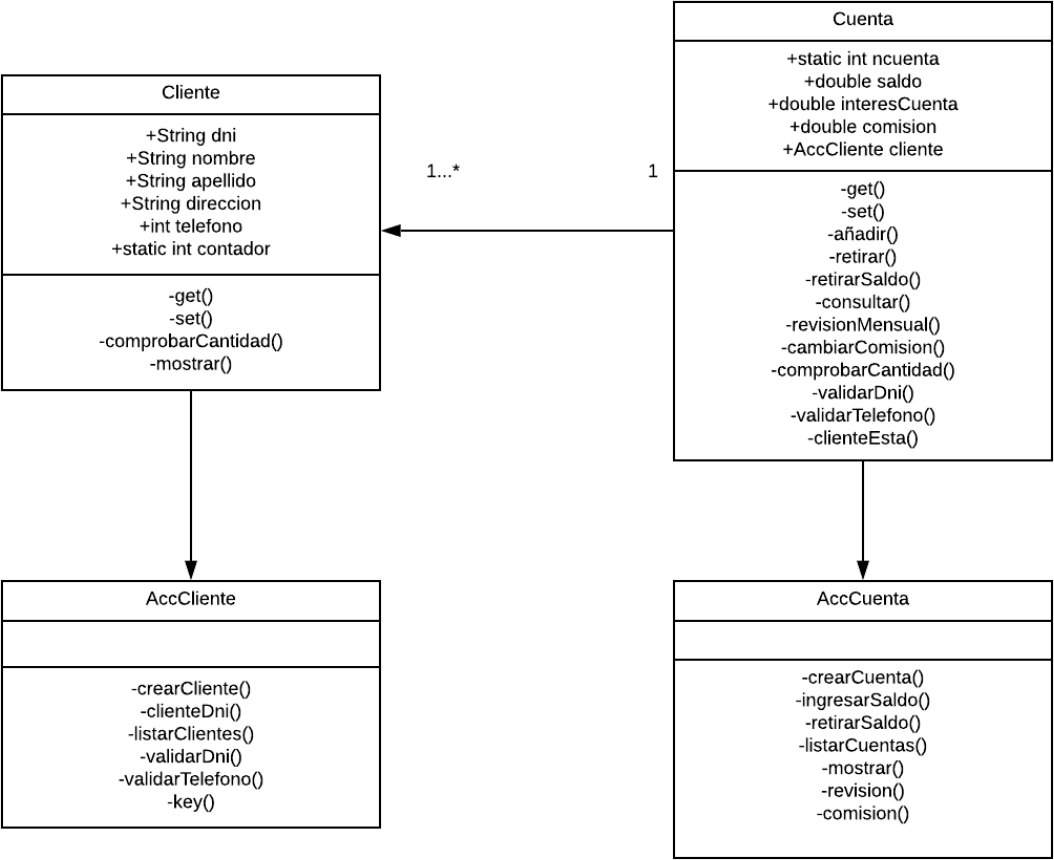 Cliente
+String dni
+String nombre
+String apellido
+String direccion
+int telefono
+static int contador
-get()
-set()
-comprobarCantidad()
-mostrar()
1...*
1
Cuenta
+static int ncuenta
+double saldo
+double interesCuenta
+double comision
+AccCliente cliente
-get()
-set()
-añadir()
-retirar()
-retirarSaldo()
-consultar()
-revisionMensual()
-cambiarComision()
-comprobarCantidad()
-validarDni()
-validarTelefono()
-clienteEsta()
AccCliente
-crearCliente()
-clienteDni()
-listarClientes()
-validarDni()
-validarTelefono()
-key()
AccCuenta
-crearCuenta()
-ingresarSaldo()
-retirarSaldo()
-listarCuentas()
-mostrar()
-revision()
-comision()